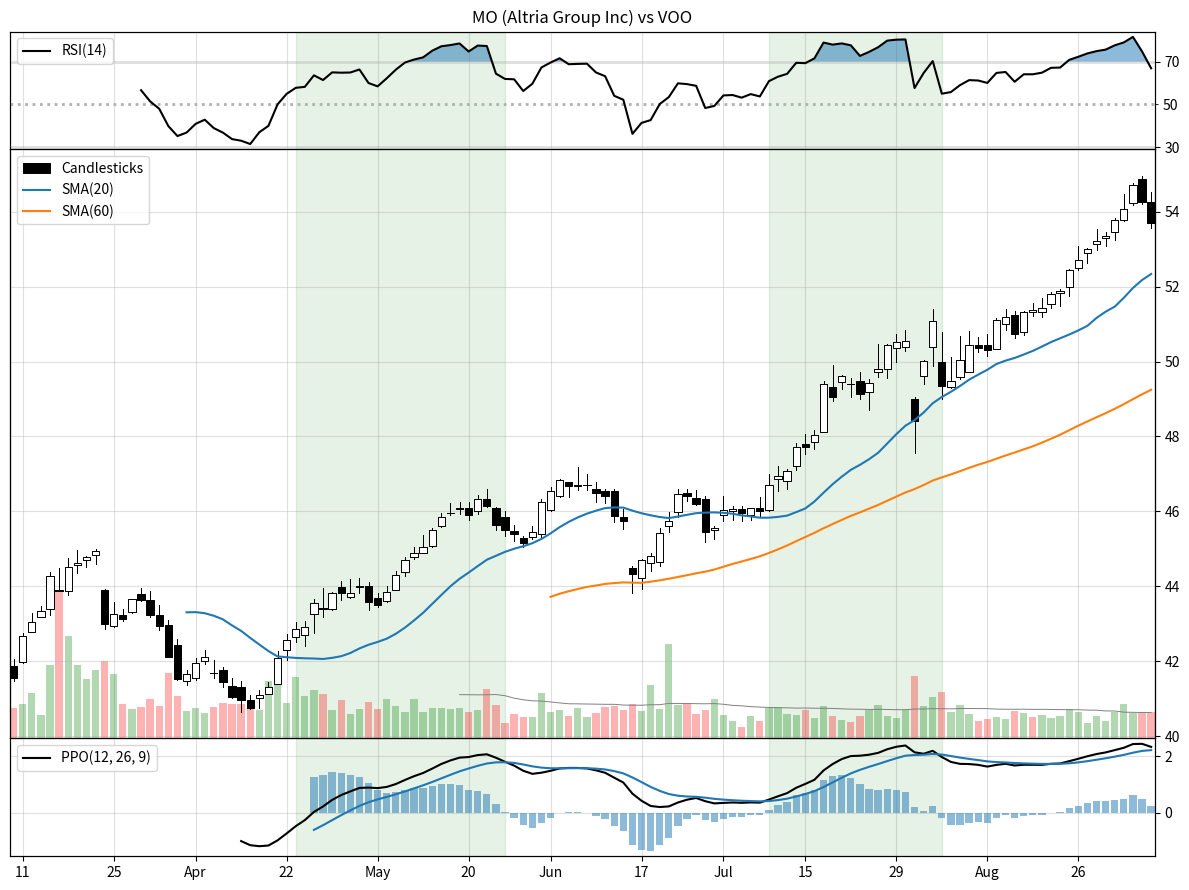 MO (Altria Group Inc) vs VOO
RSI(14)
70
50
30
Candlesticks
SMA(20)
SMA(60)
54
52
50
48
46
44
42
40
PPO(12, 26, 9)
2
0
11 25 Apr 22 May 20 Jun 17 Jul 15 29 Aug 26